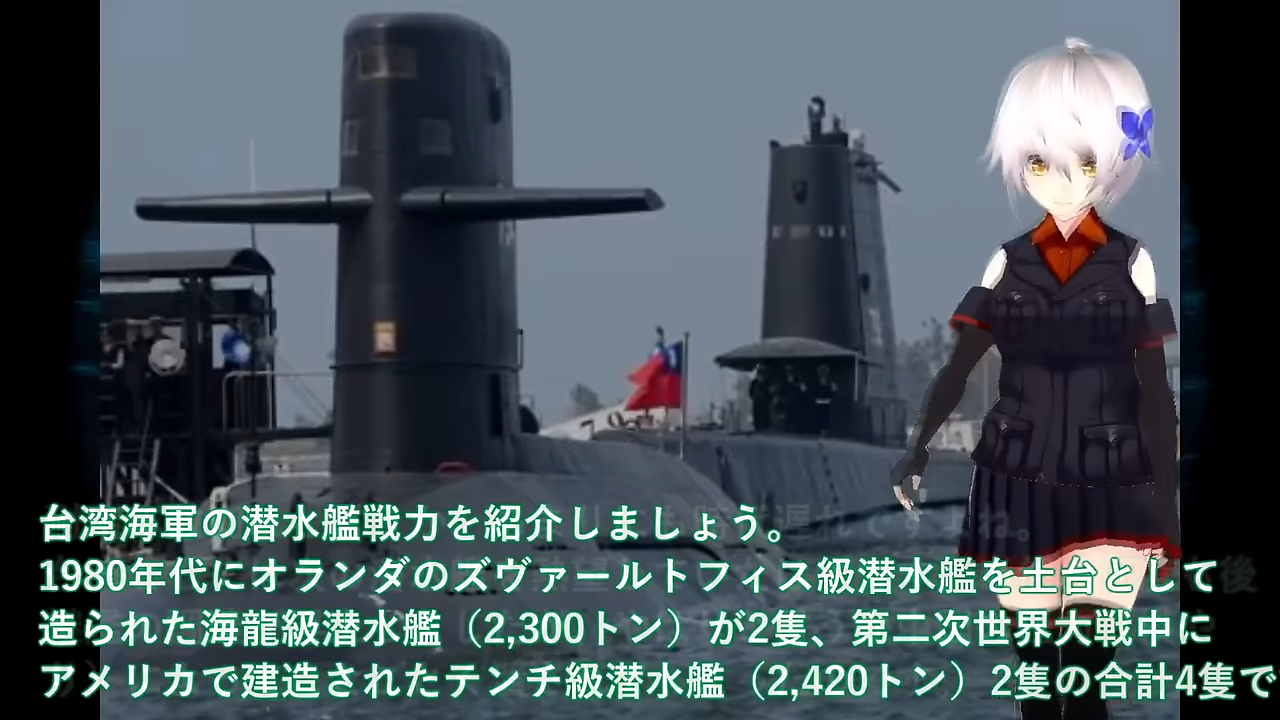 台湾海軍の潜水艦戦力を紹介しましょう。
1980年代にオランダのズヴァールトフィス級潜水艦を土台として
造られた海龍級潜水艦（2,300トン）が2隻、第二次世界大戦中に
アメリカで建造されたテンチ級潜水艦（2,420トン）2隻の合計4隻で